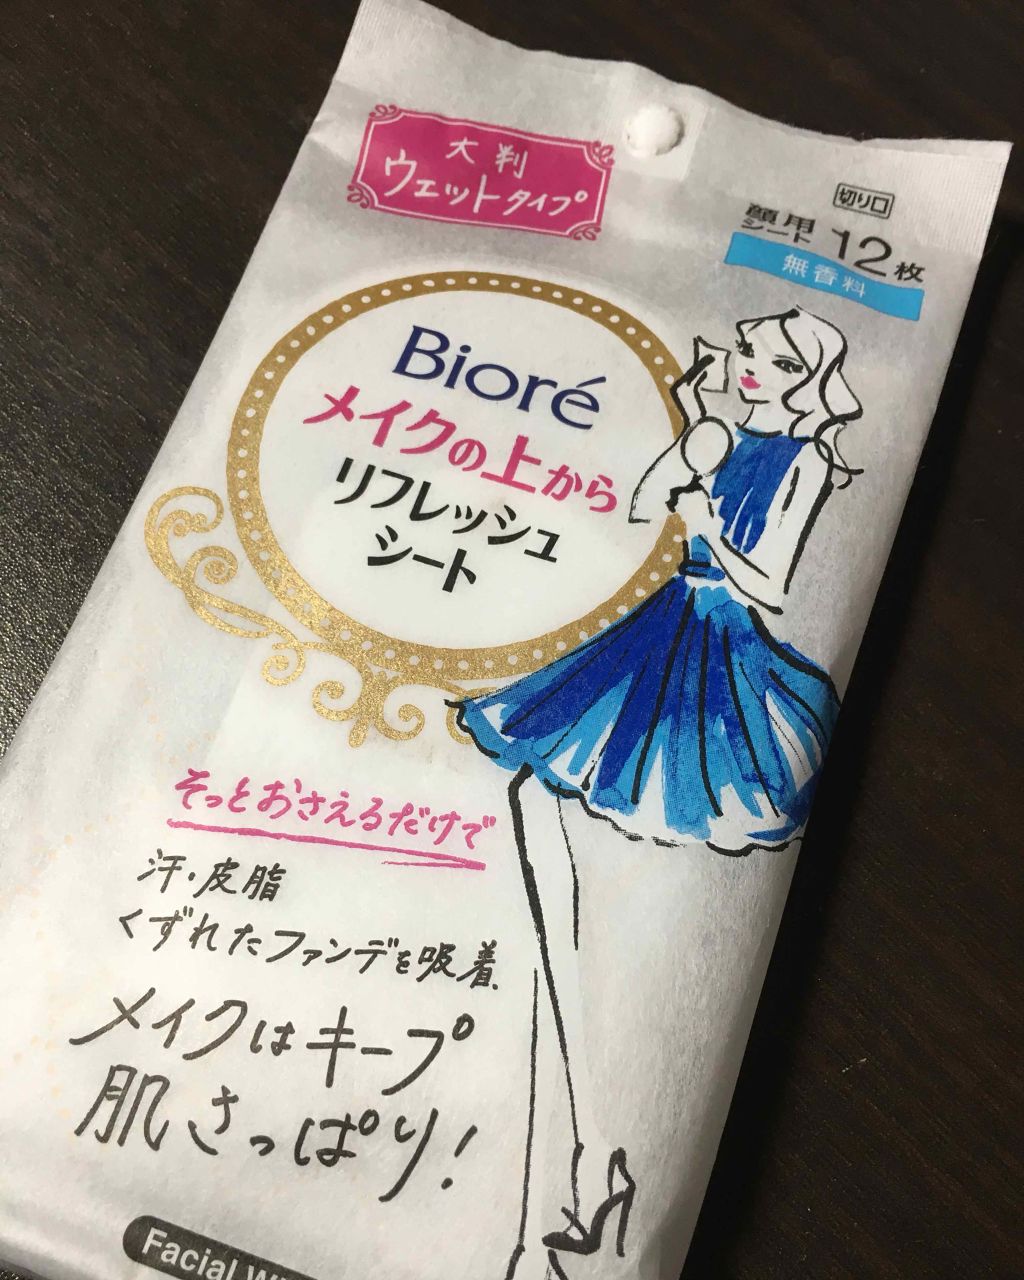 大判
ウェットタイプ
切り口
顔用
シート
12枚
無香料
Bioré
メイクの上から
リフレッシュ
シート
そっとおさえるだけで
汗・皮脂
くずれたファンデを吸着
メイクはキープ
肌さっぱり!
Facial